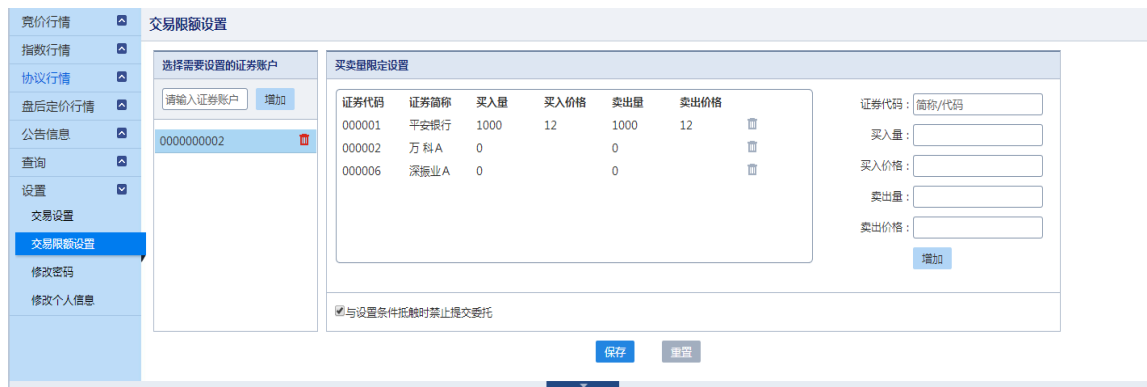 竞价行情
指数行情
协议行情
盘后定价行情
公告信息
查询
设置
交易设置
交易限额设置
修改密码
修改个人信息
交易限额设置
选择需要设置的证券账户
请输入证券账户 增加
0000000002
买卖量限定设置
证券代码 证券简称 买入量 买入价格 卖出量 卖出价格
000001 平安银行 1000 12 1000 12
000002 万 科A 0 0
000006 深振业A 0 0
证券代码: 简称/代码
买入量:
买入价格:
卖出量:
卖出价格:
增加
与设置条件抵触时禁止提交委托
保存 重置